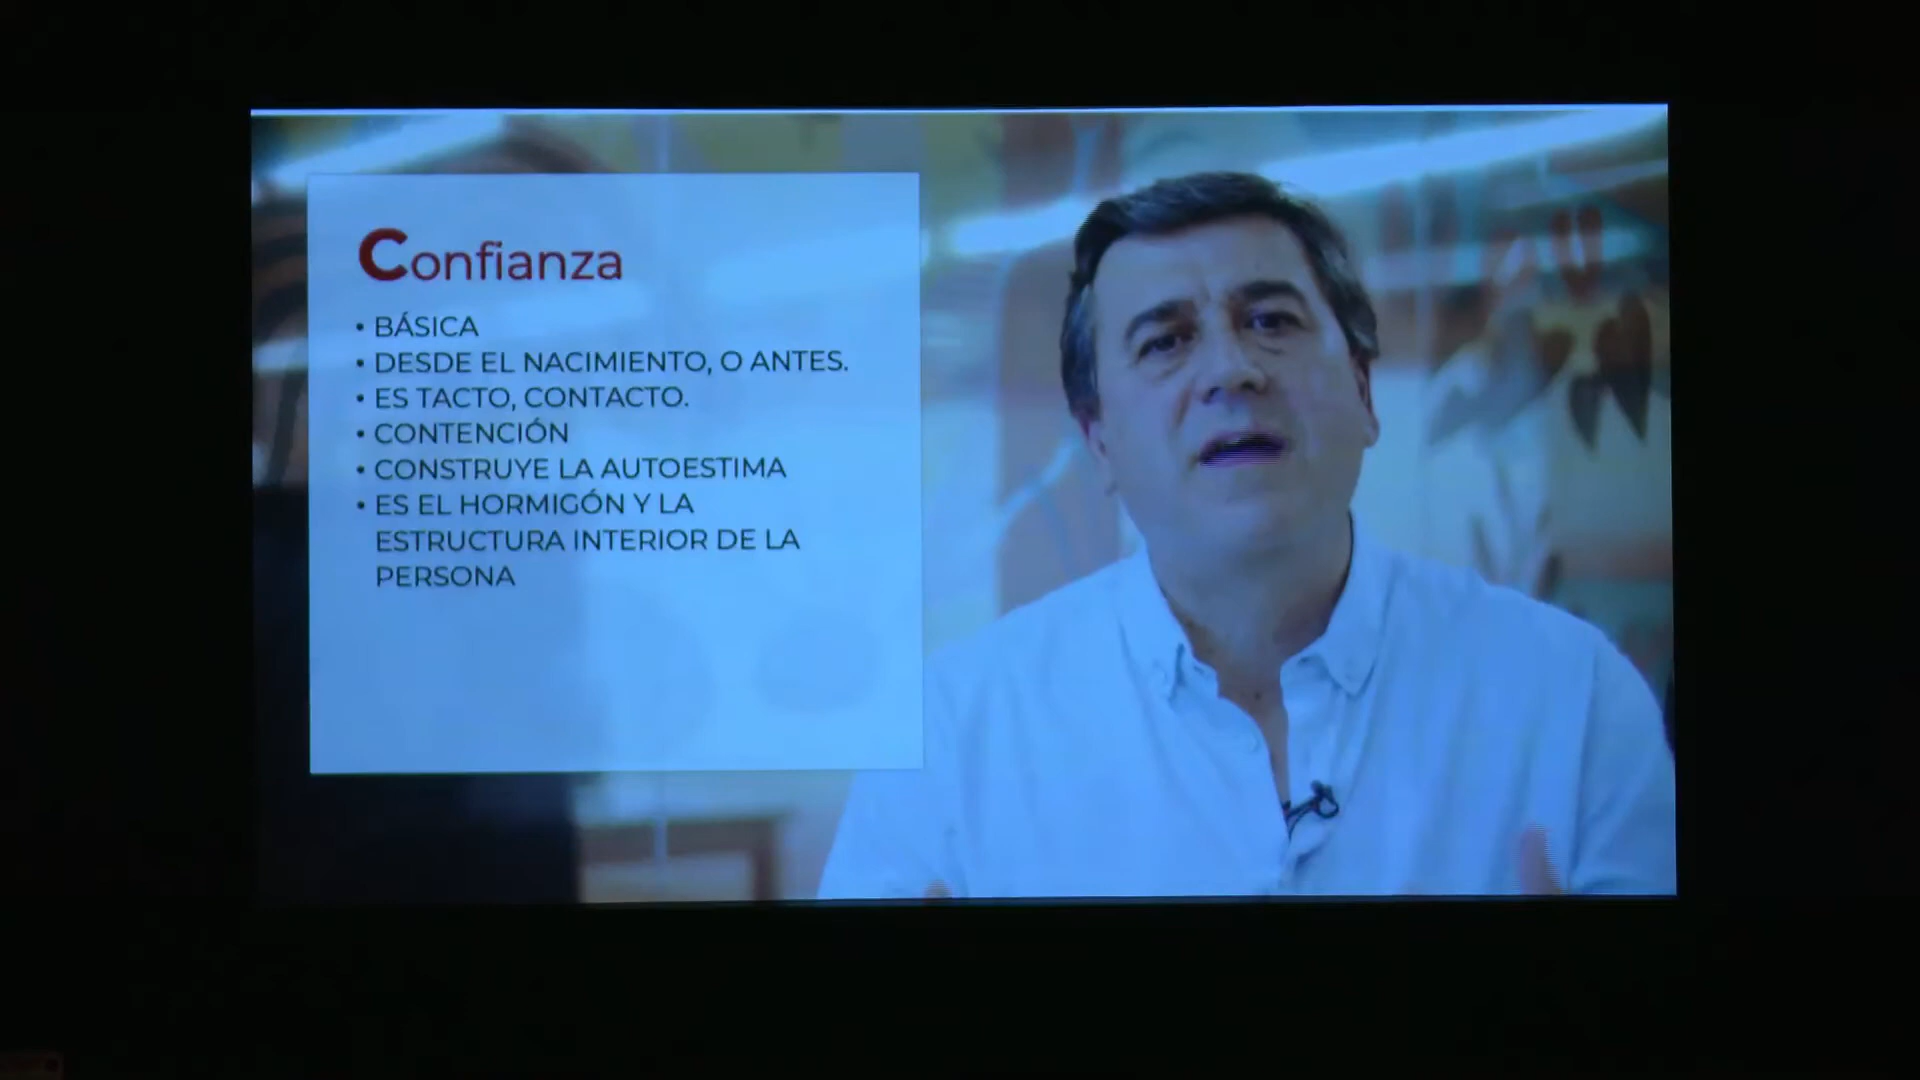 Confianza
• BÁSICA
• DESDE EL NACIMIENTO, O ANTES.
• ES TACTO, CONTACTO.
• CONTENCIÓN
• CONSTRUYE LA AUTOESTIMA
• ES EL HORMIGÓN Y LA
ESTRUCTURA INTERIOR DE LA
PERSONA